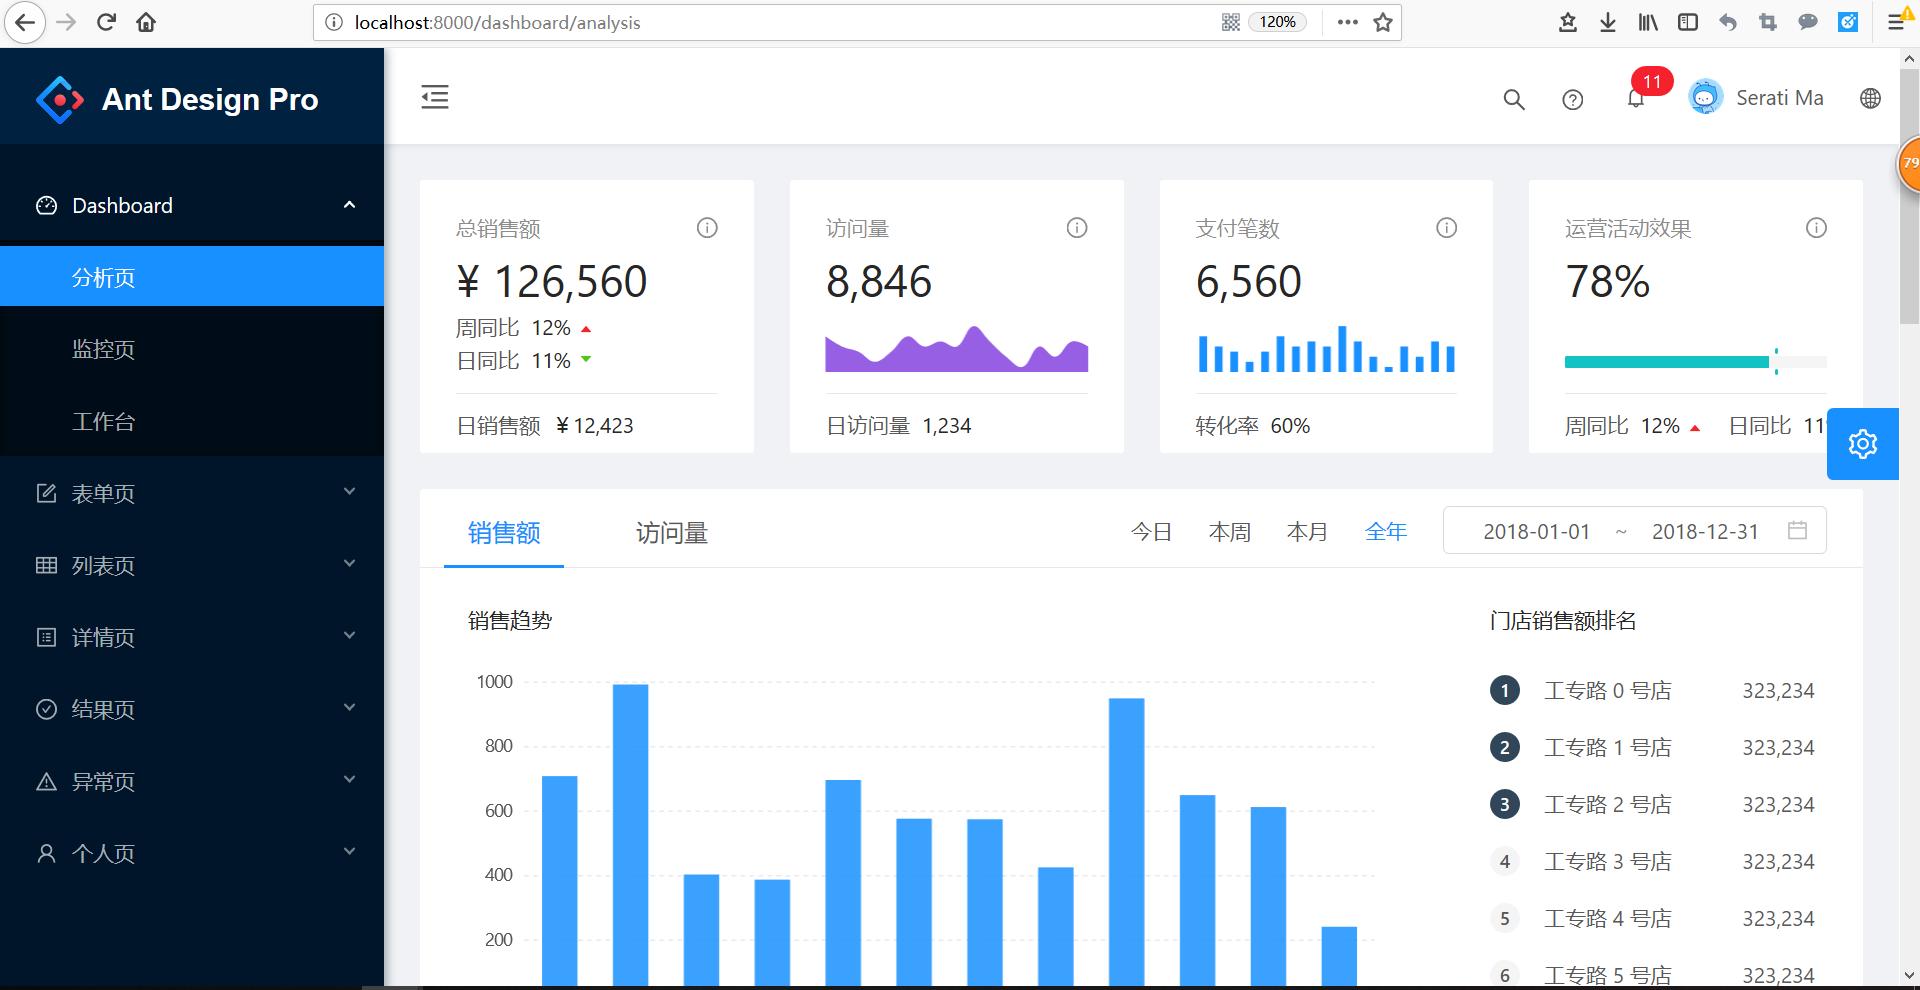 localhost:8000/dashboard/analysis
120%
Ant Design Pro
11
Serati Ma
79
Dashboard
分析页
监控页
工作台
表单页
列表页
详情页
结果页
异常页
个人页
总销售额
¥ 126,560
周同比 12%
日同比 11%
日销售额 ¥ 12,423
访问量
8,846
日访问量 1,234
支付笔数
6,560
转化率 60%
运营活动效果
78%
周同比 12% 日同比 11
销售额 访问量
今日 本周 本月 全年 2018-01-01 ~ 2018-12-31
销售趋势
1000
800
600
400
200
门店销售额排名
1 工专路 0 号店 323,234
2 工专路 1 号店 323,234
3 工专路 2 号店 323,234
4 工专路 3 号店 323,234
5 工专路 4 号店 323,234
6 工专路 5 号店 323,234